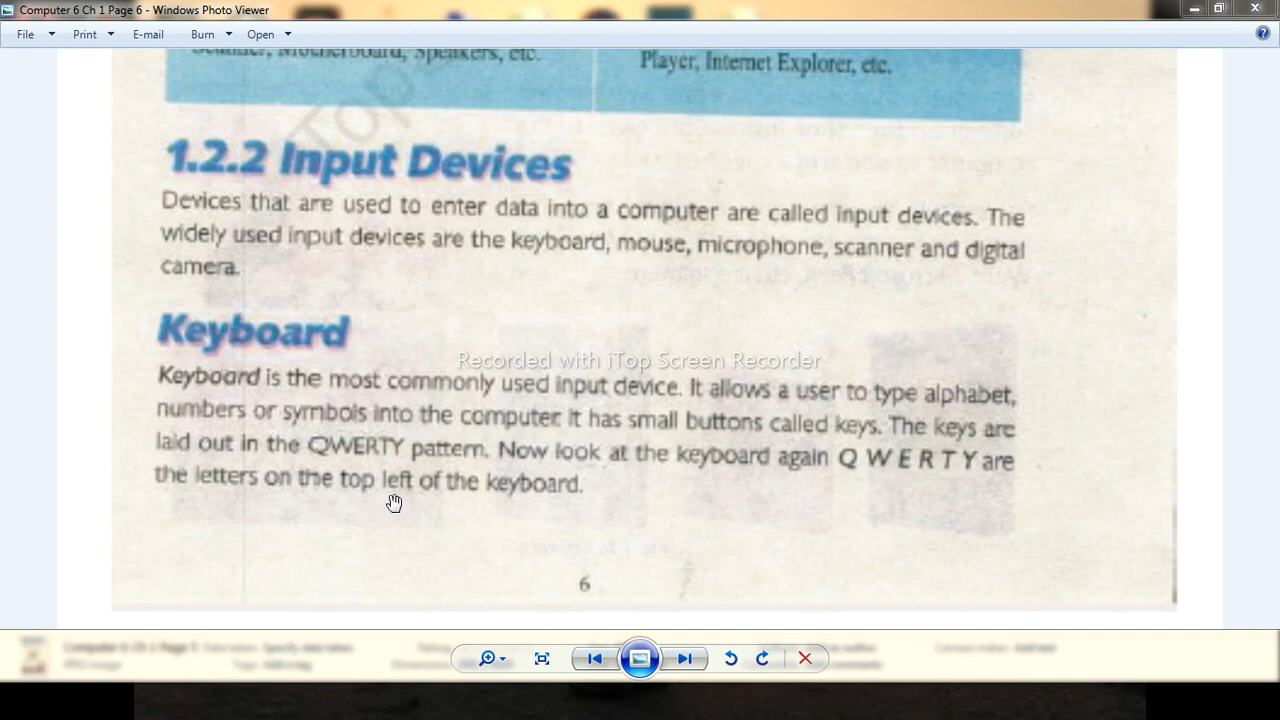 Computer 6 Ch 1 Page 6 - Windows Photo Viewer
File Print E-mail Burn Open
Scanner, Motherboard, Speakers, etc.
Player, Internet Explorer, etc.
iTop
1.2.2 Input Devices
Devices that are used to enter data into a computer are called input devices. The
widely used input devices are the keyboard, mouse, microphone, scanner and digital
camera.
Keyboard
Recorded with iTop Screen Recorder
Keyboard is the most commonly used input device. It allows a user to type alphabet,
numbers or symbols into the computer. It has small buttons called keys. The keys are
laid out in the QWERTY pattern. Now look at the keyboard again Q W E R T Y are
the letters on the top left of the keyboard.
6